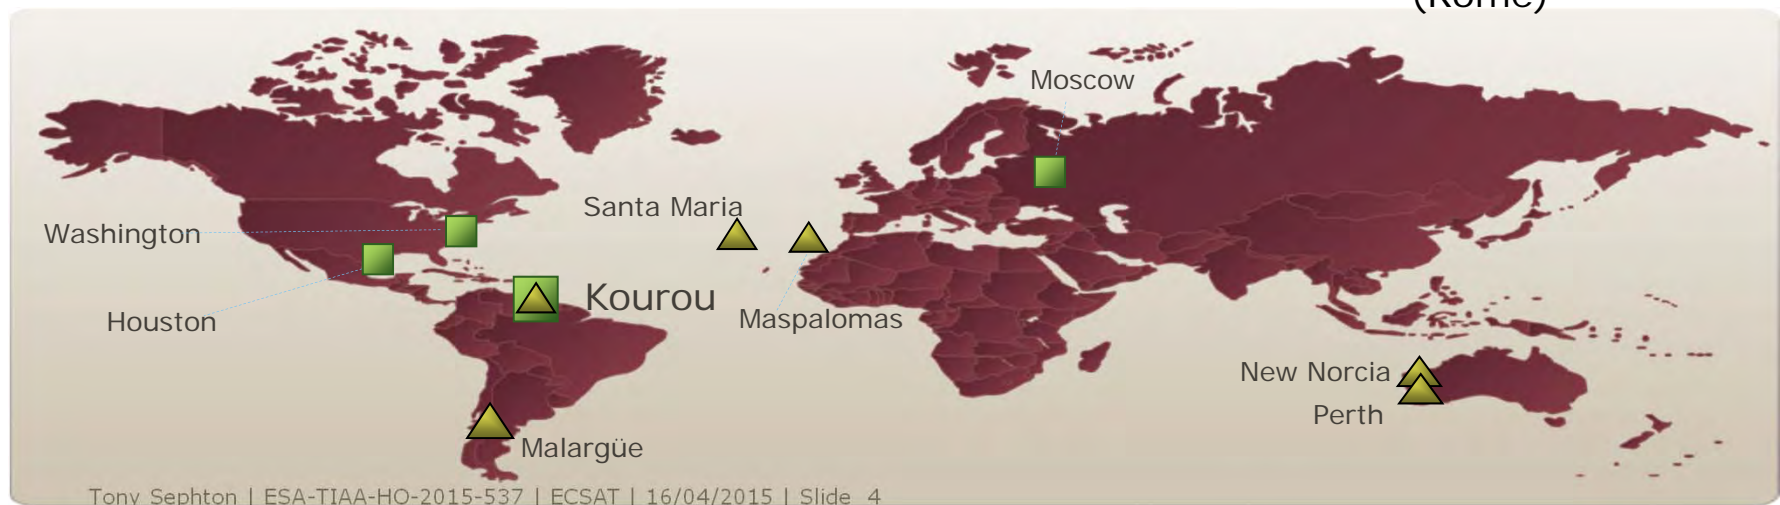 (Rome)
Moscow
Santa Maria
Washington
Kourou
Houston
Maspalomas
New Norcia
Perth
Malargüe
Tony Sephton | ESA-TIAA-HO-2015-537 | ECSAT | 16/04/2015 | Slide 4